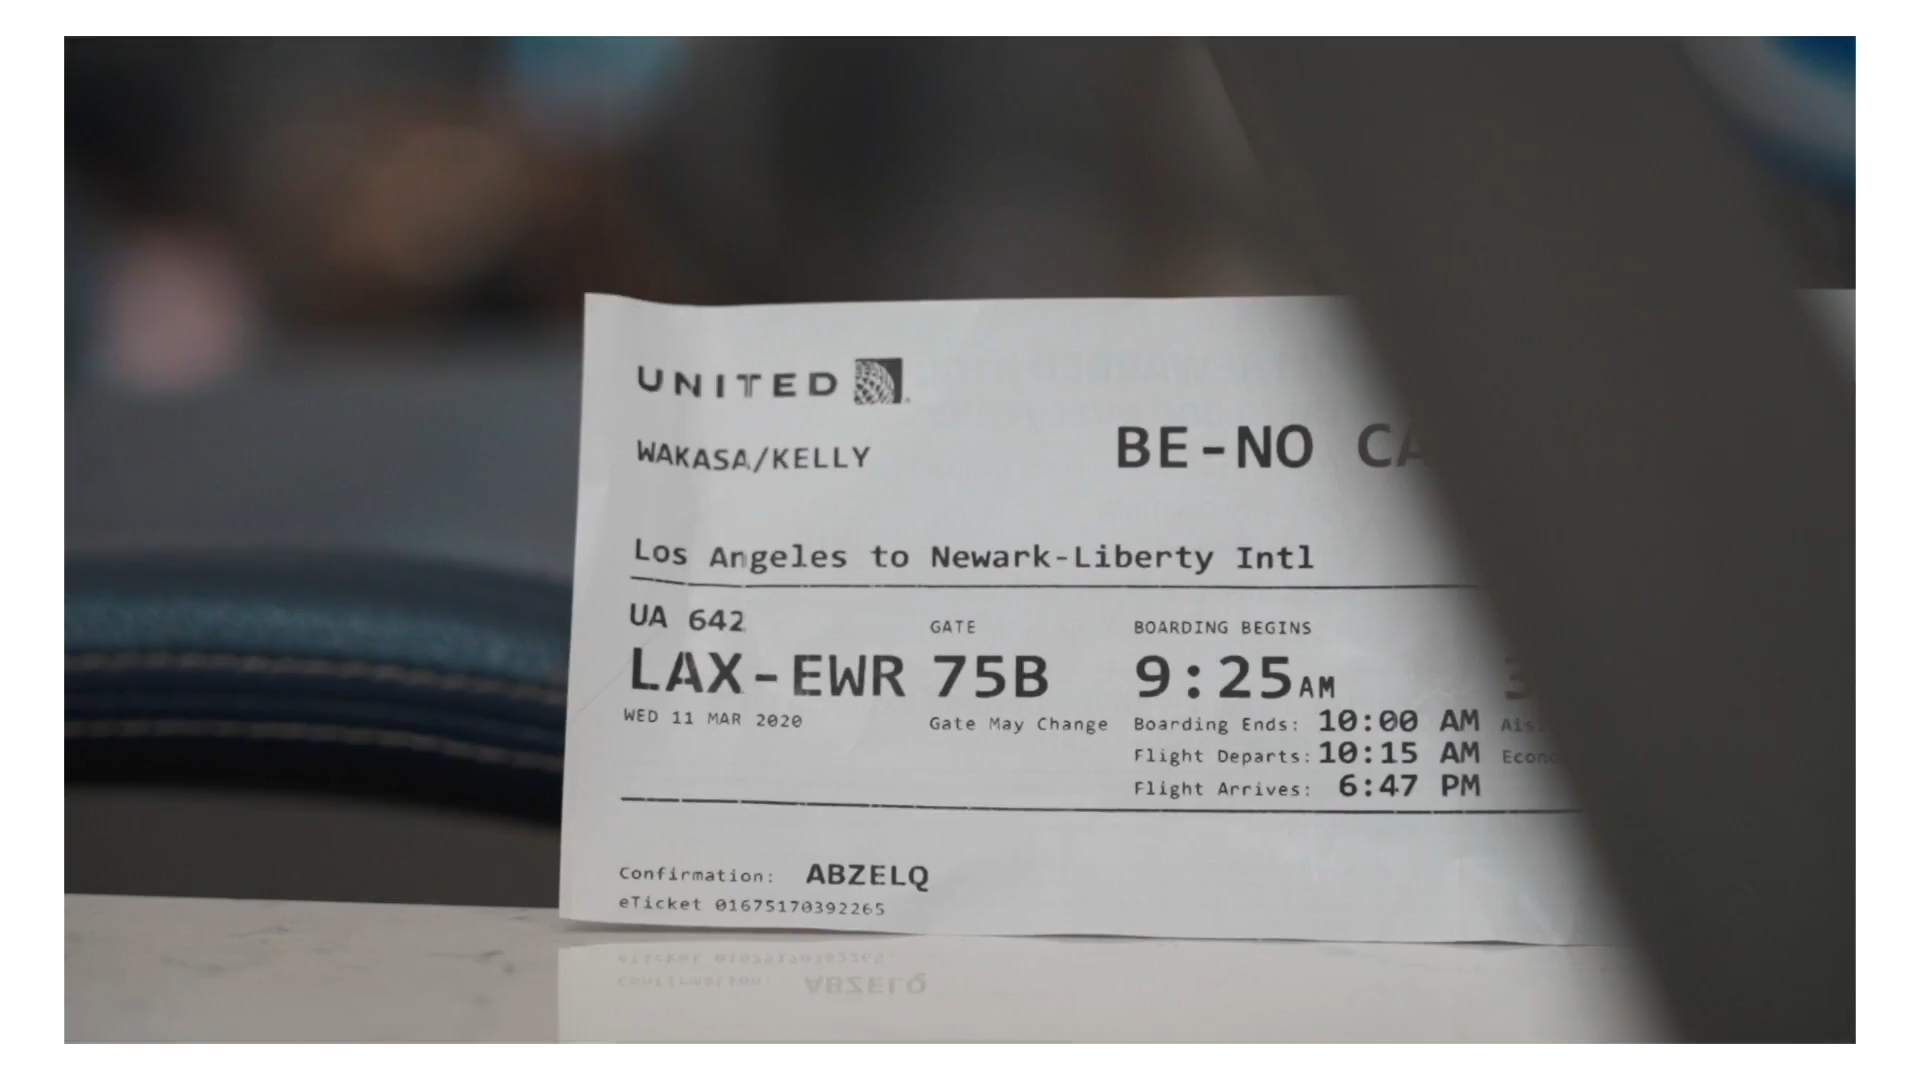 UNITED
WAKASA/KELLY
BE-NO
Los Angeles to Newark-Liberty Intl
UA 642
GATE
BOARDING BEGINS
LAX-EWR 75B 9:25AM
WED 11 MAR 2020
Gate May Change
Boarding Ends: 10:00 AM
Flight Departs: 10:15 AM
Flight Arrives: 6:47 PM
Confirmation: ABZELQ
eTicket 01675170392265